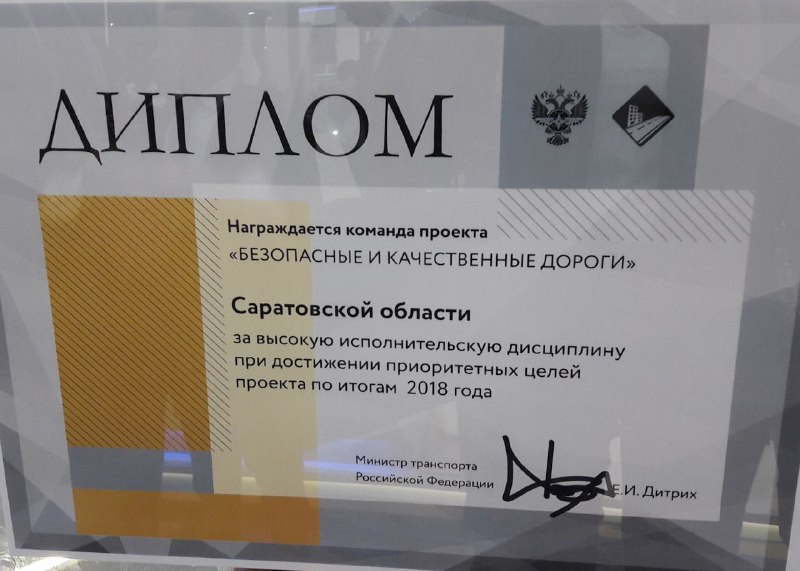 ДИПЛОМ
Награждается команда проекта
«БЕЗОПАСНЫЕ И КАЧЕСТВЕННЫЕ ДОРОГИ»
Саратовской области
за высокую исполнительскую дисциплину
при достижении приоритетных целей
проекта по итогам 2018 года
Министр транспорта
Российской Федерации
Е.И. Дитрих